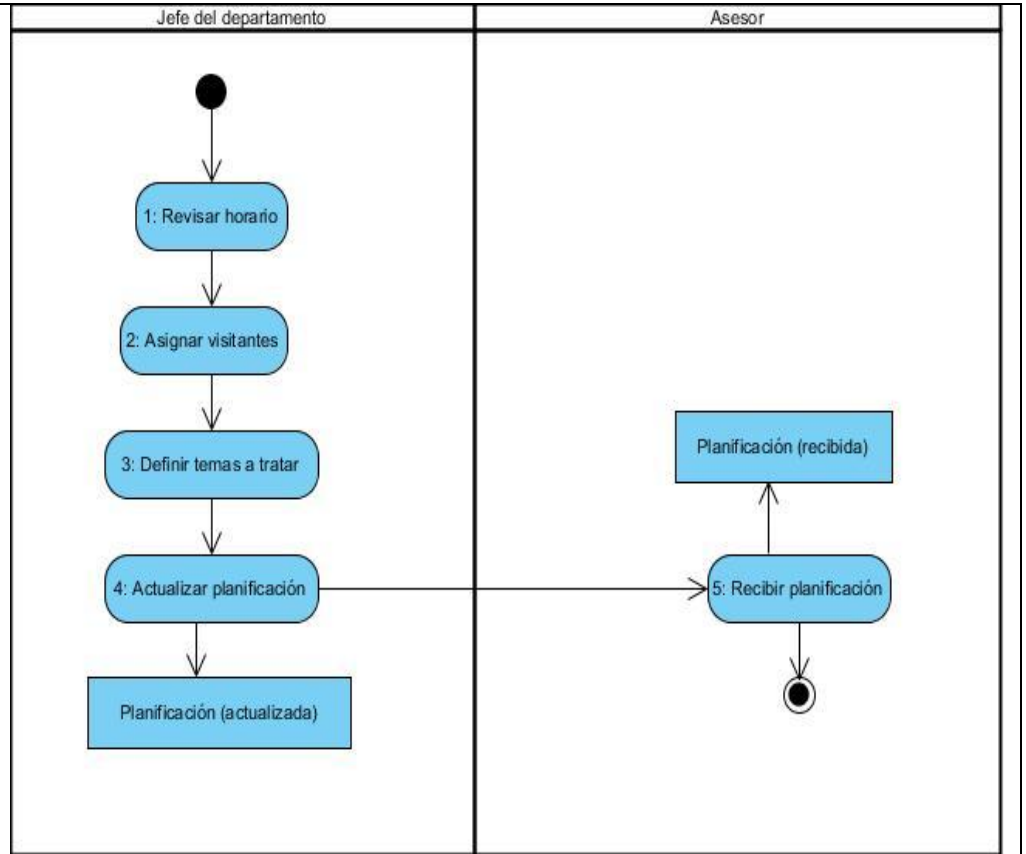 Jefe del departamento
Asesor
1: Revisar horario
2: Asignar visitantes
3: Definir temas a tratar
4: Actualizar planificación
Planificación (actualizada)
Planificación (recibida)
5: Recibir planificación